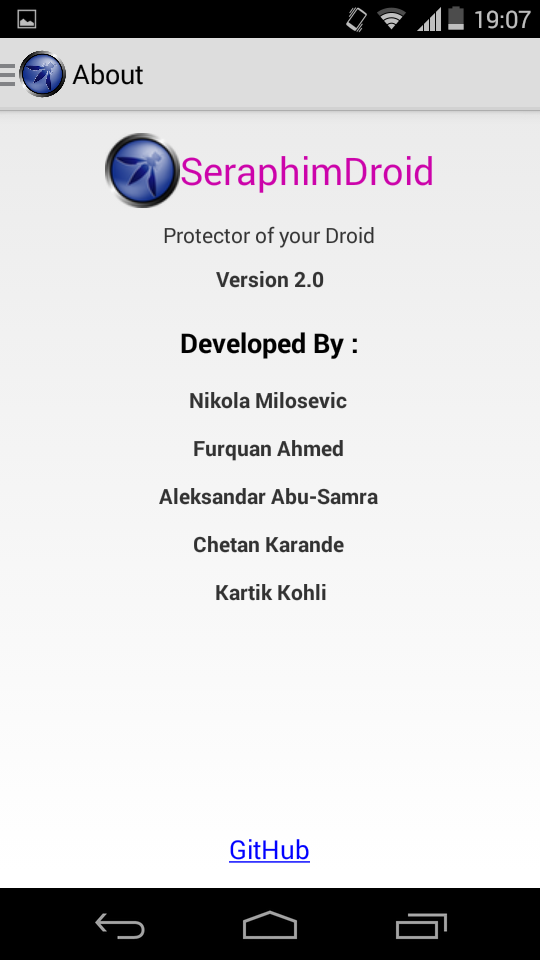 19:07
About
SeraphimDroid
Protector of your Droid
Version 2.0
Developed By :
Nikola Milosevic
Furquan Ahmed
Aleksandar Abu-Samra
Chetan Karande
Kartik Kohli
GitHub